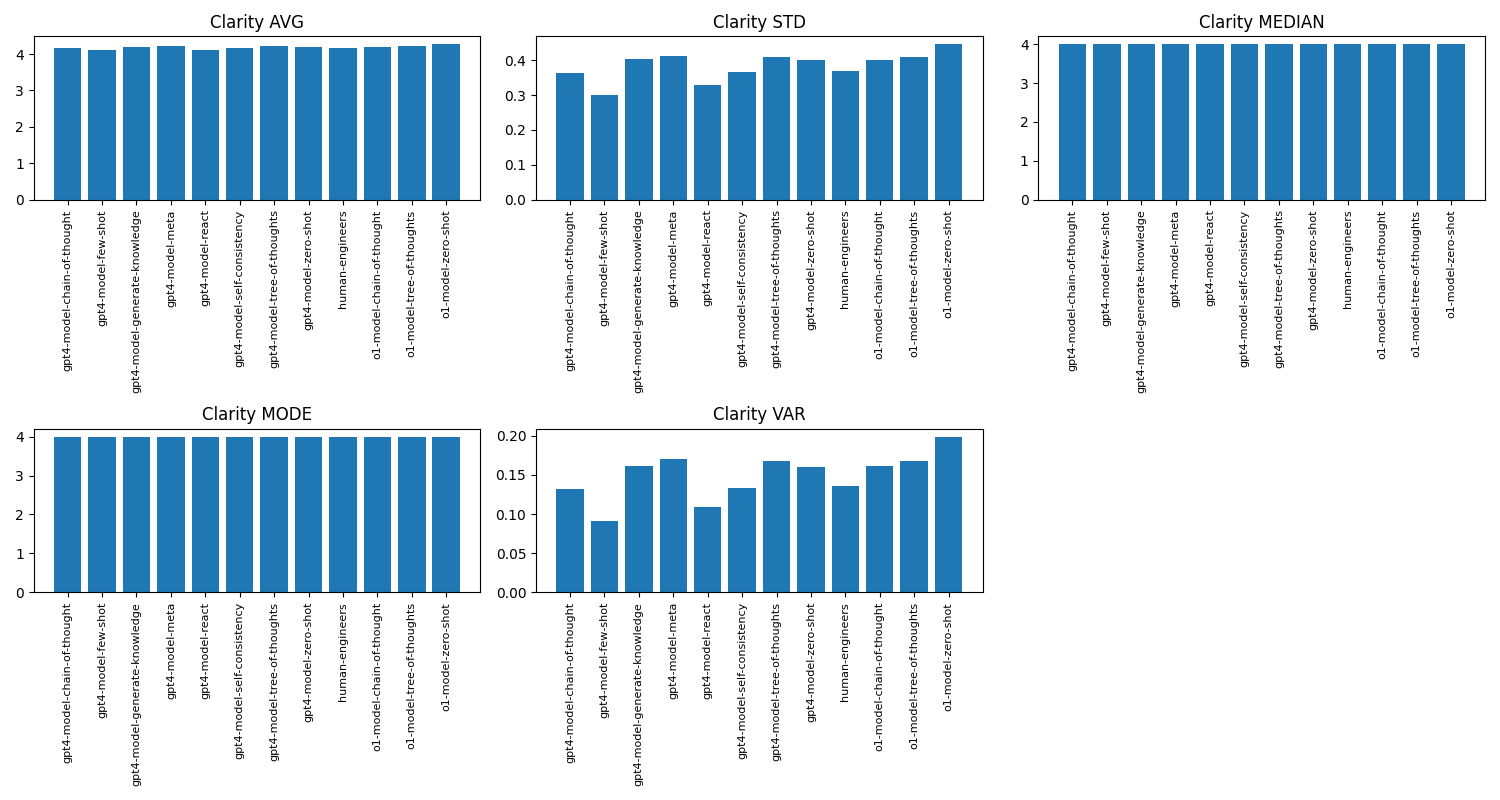 Clarity AVG
4
3
2
1
0
gpt4-model-chain-of-thought
gpt4-model-few-shot
gpt4-model-generate-knowledge
gpt4-model-meta
gpt4-model-react
gpt4-model-self-consistency
gpt4-model-tree-of-thoughts
gpt4-model-zero-shot
human-engineers
o1-model-chain-of-thought
o1-model-tree-of-thoughts
o1-model-zero-shot
Clarity STD
0.4
0.3
0.2
0.1
0.0
gpt4-model-chain-of-thought
gpt4-model-few-shot
gpt4-model-generate-knowledge
gpt4-model-meta
gpt4-model-react
gpt4-model-self-consistency
gpt4-model-tree-of-thoughts
gpt4-model-zero-shot
human-engineers
o1-model-chain-of-thought
o1-model-tree-of-thoughts
o1-model-zero-shot
Clarity MEDIAN
4
3
2
1
0
gpt4-model-chain-of-thought
gpt4-model-few-shot
gpt4-model-generate-knowledge
gpt4-model-meta
gpt4-model-react
gpt4-model-self-consistency
gpt4-model-tree-of-thoughts
gpt4-model-zero-shot
human-engineers
o1-model-chain-of-thought
o1-model-tree-of-thoughts
o1-model-zero-shot
Clarity MODE
4
3
2
1
0
gpt4-model-chain-of-thought
gpt4-model-few-shot
gpt4-model-generate-knowledge
gpt4-model-meta
gpt4-model-react
gpt4-model-self-consistency
gpt4-model-tree-of-thoughts
gpt4-model-zero-shot
human-engineers
o1-model-chain-of-thought
o1-model-tree-of-thoughts
o1-model-zero-shot
Clarity VAR
0.20
0.15
0.10
0.05
0.00
gpt4-model-chain-of-thought
gpt4-model-few-shot
gpt4-model-generate-knowledge
gpt4-model-meta
gpt4-model-react
gpt4-model-self-consistency
gpt4-model-tree-of-thoughts
gpt4-model-zero-shot
human-engineers
o1-model-chain-of-thought
o1-model-tree-of-thoughts
o1-model-zero-shot